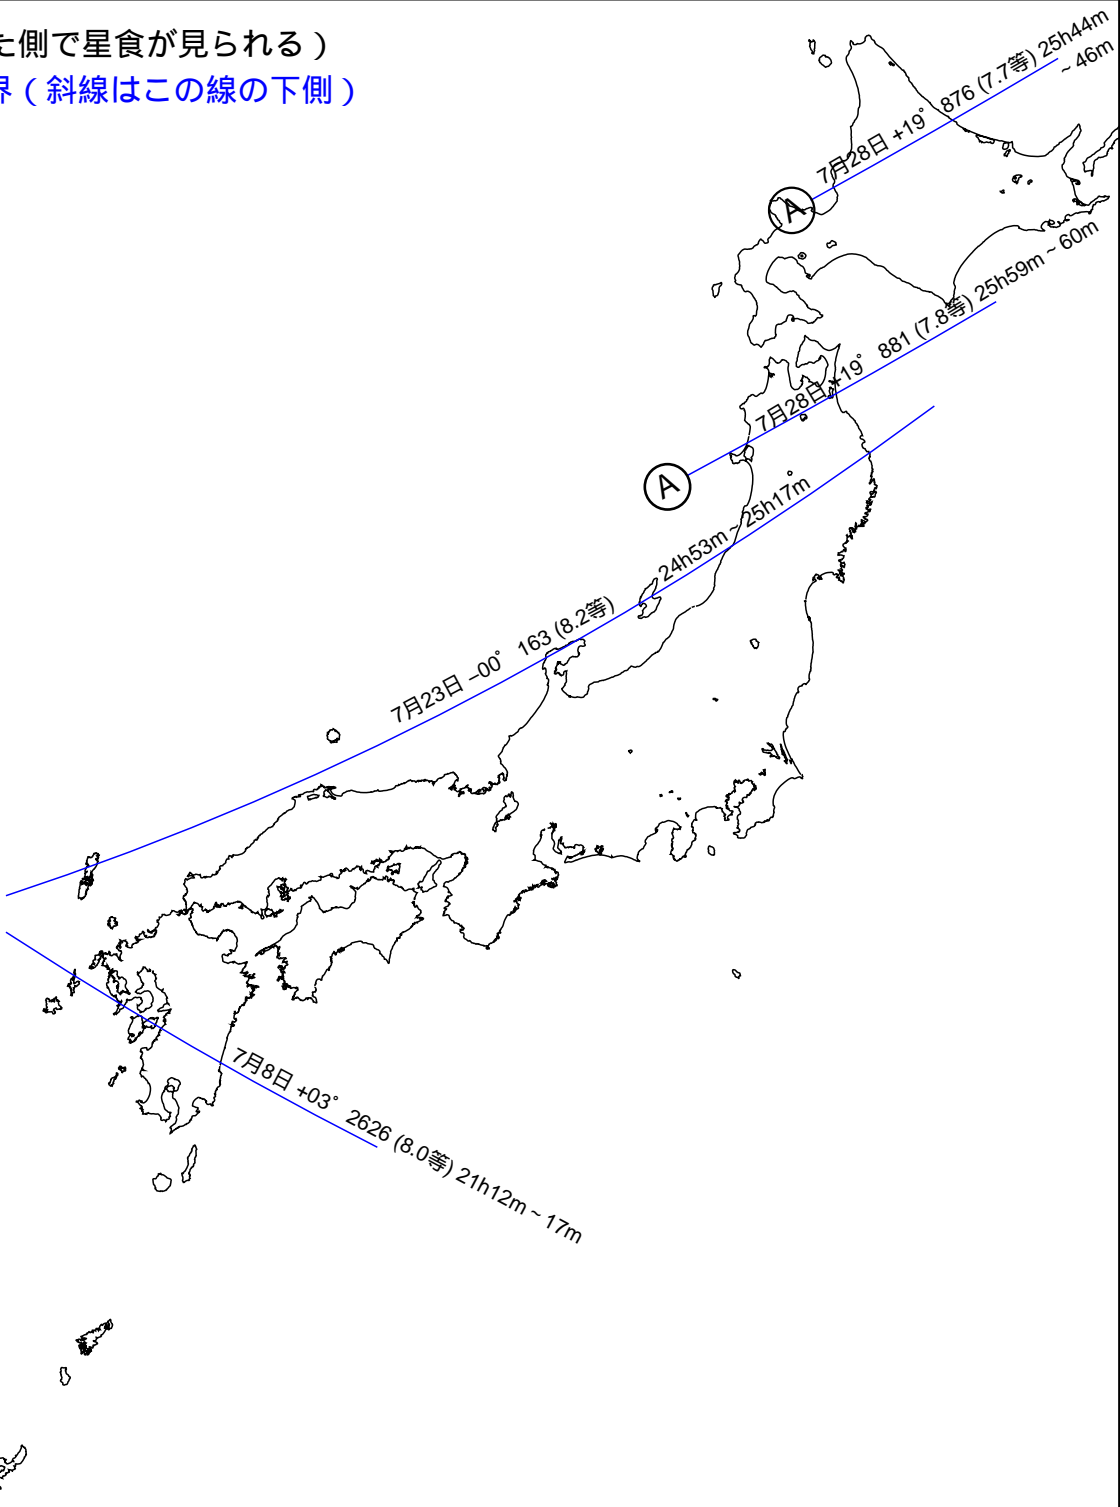 た側で星食が見られる）
界（斜線はこの線の下側）
7月28日 +19° 876 (7.7等) 25h44m
~ 46m
A
7月28日 +19° 881 (7.8等) 25h59m ~ 60m
A
7月23日 −00° 163 (8.2等) 24h53m ~ 25h17m
7月8日 +03° 2626 (8.0等) 21h12m ~ 17m